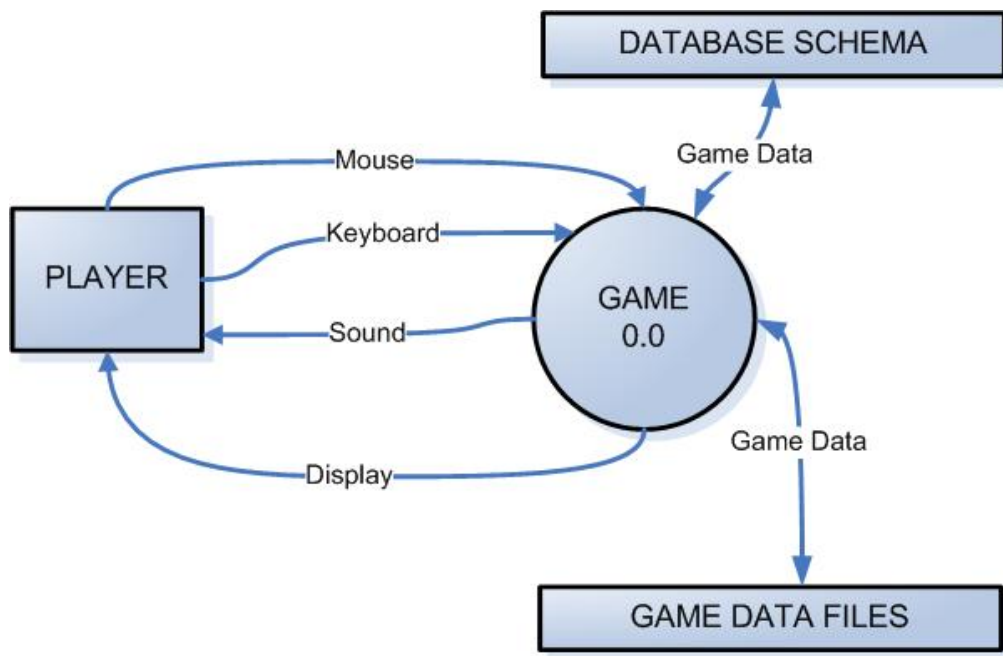 DATABASE SCHEMA
Game Data
Mouse
Keyboard
PLAYER
GAME
0.0
Sound
Game Data
Display
GAME DATA FILES